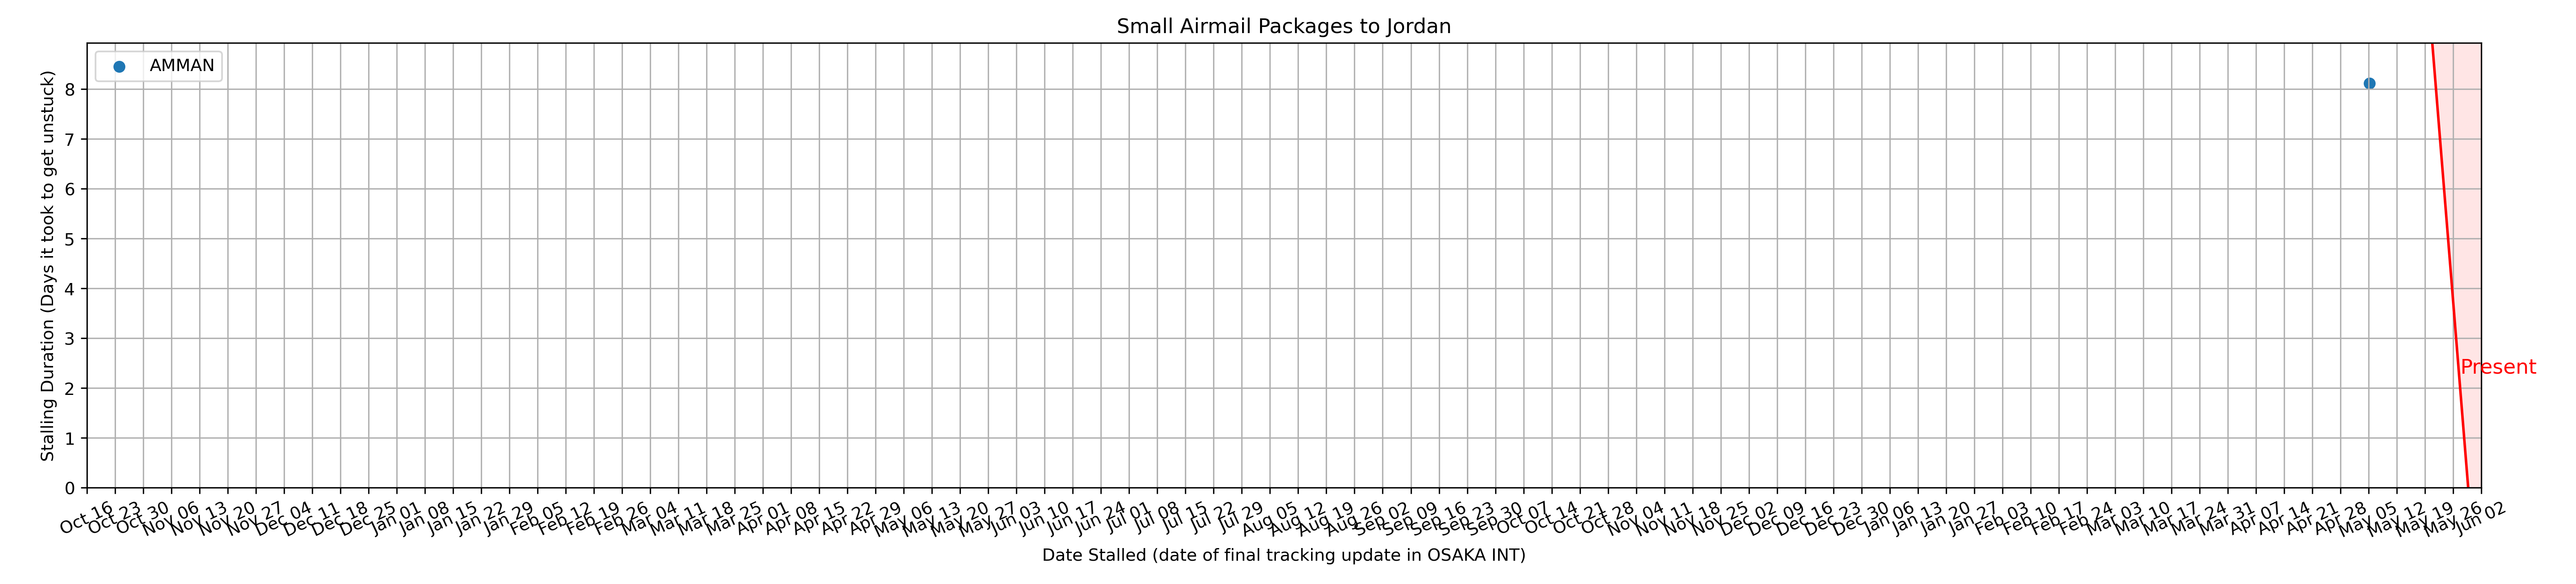 Small Airmail Packages to Jordan
AMMAN
Stalling Duration (Days it took to get unstuck)
8
7
6
5
4
3
2
1
0
Present
Oct 16
Oct 23
Oct 30
Nov 06
Nov 13
Nov 20
Nov 27
Dec 04
Dec 11
Dec 18
Dec 25
Jan 01
Jan 08
Jan 15
Jan 22
Jan 29
Feb 05
Feb 12
Feb 19
Feb 26
Mar 04
Mar 11
Mar 18
Mar 25
Apr 01
Apr 08
Apr 15
Apr 22
Apr 29
May 06
May 13
May 20
May 27
Jun 03
Jun 10
Jun 17
Jun 24
Jul 01
Jul 08
Jul 15
Jul 22
Jul 29
Aug 05
Aug 12
Aug 19
Aug 26
Sep 02
Sep 09
Sep 16
Sep 23
Sep 30
Oct 07
Oct 14
Oct 21
Oct 28
Nov 04
Nov 11
Nov 18
Nov 25
Dec 02
Dec 09
Dec 16
Dec 23
Dec 30
Jan 06
Jan 13
Jan 20
Jan 27
Feb 03
Feb 10
Feb 17
Feb 24
Mar 03
Mar 10
Mar 17
Mar 24
Mar 31
Apr 07
Apr 14
Apr 21
Apr 28
May 05
May 12
May 19
May 26
Jun 02
Date Stalled (date of final tracking update in OSAKA INT)